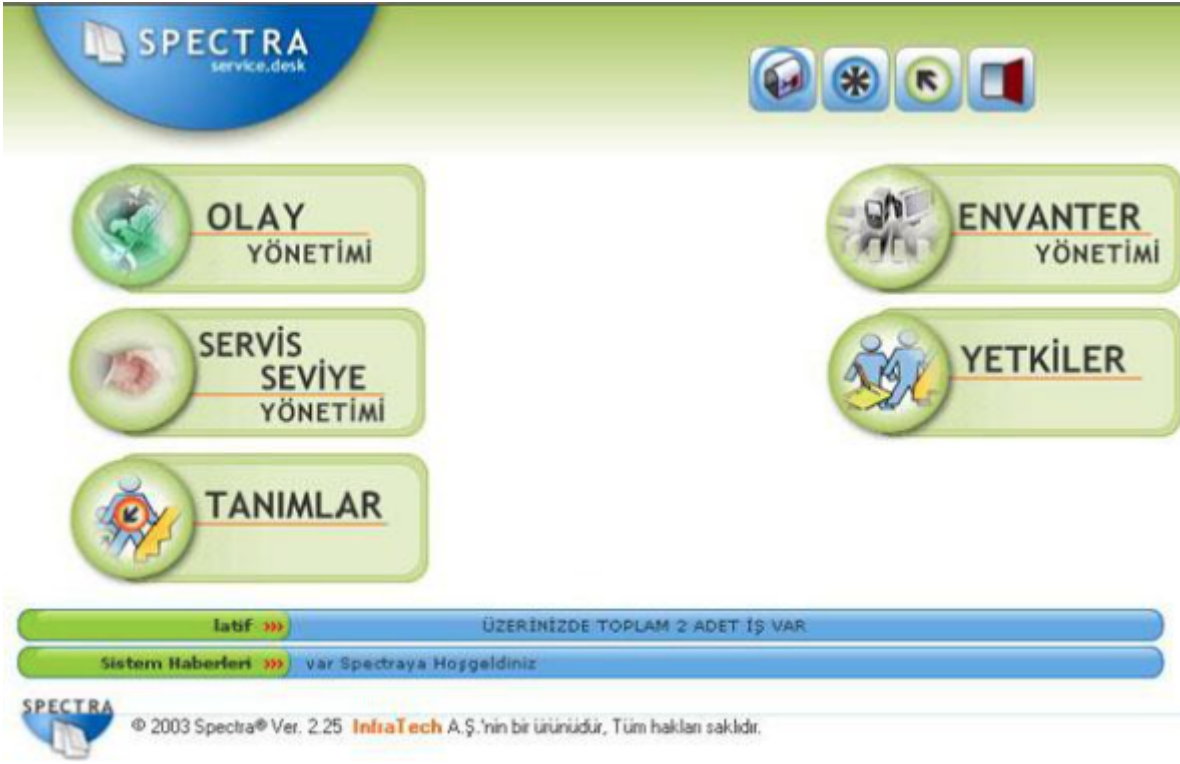 SPECTRA
service.desk
OLAY
YÖNETİMİ
ENVANTER
YÖNETİMİ
SERVİS
SEVİYE
YÖNETİMİ
YETKİLER
TANIMLAR
latif »»
ÜZERİNİZDE TOPLAM 2 ADET İŞ VAR
Sistem Haberleri »»
var Spectraya Hoşgeldiniz
SPECTRA
© 2003 Spectra® Ver. 2.25 InfraTech A.Ş.'nin bir ürünüdür, Tüm hakları saklıdır.